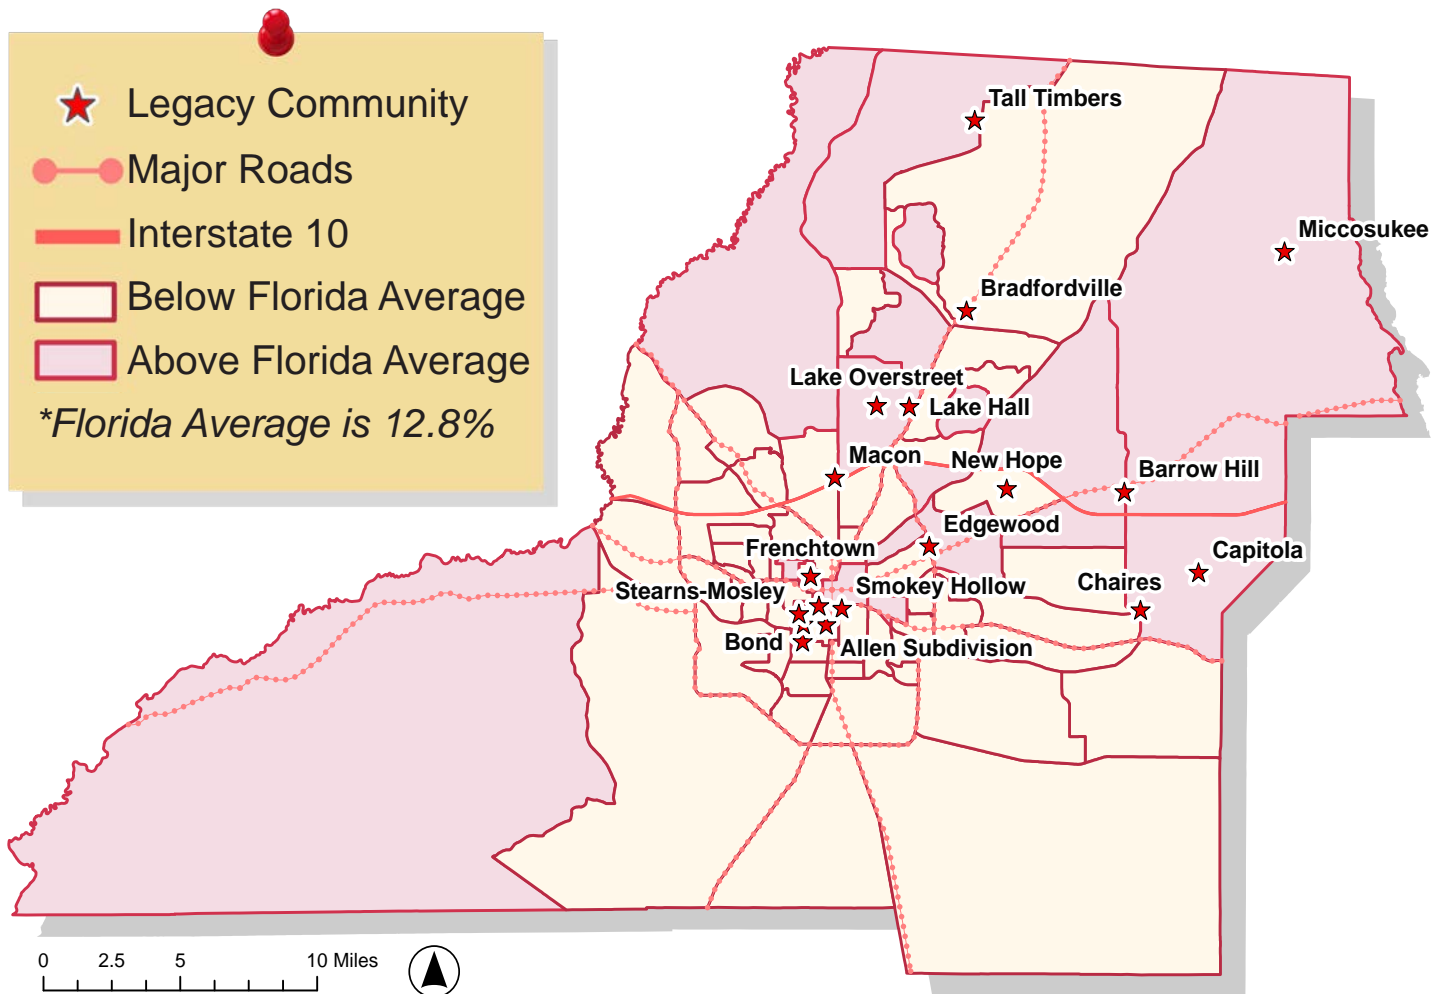 Legacy Community
Major Roads
Interstate 10
Below Florida Average
Above Florida Average
*Florida Average is 12.8%
Tall Timbers
Miccosukee
Bradfordville
Lake Overstreet
Lake Hall
Macon
New Hope
Barrow Hill
Edgewood
Frenchtown
Capitola
Chaires
Stearns-Mosley
Smokey Hollow
Bond
Allen Subdivision
0 2.5 5 10 Miles